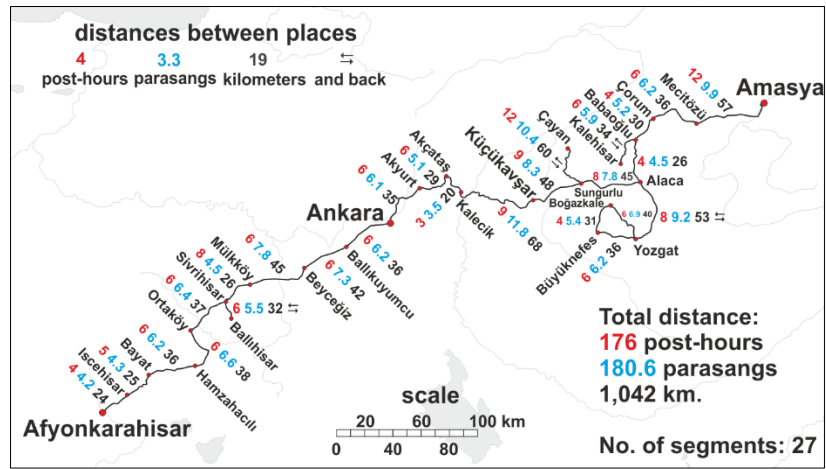 distances between places
4 3.3 19 ⇆
post-hours parasangs kilometers and back
12 9.9 57
Amasya
Mecitözü
6 6.2 36
Çorum
4 5.2 30
Babaoğlu
6 5.9 34 ⇆
Kalehisar
Çayan
12 10.4 60 ⇆
Küçükavşar
9 8.3 48
4 4.5 26
8 7.8 45
Alaca
Sungurlu
Boğazkale
6 6.9 40
8 9.2 53 ⇆
4 5.4 31
Yozgat
Büyüknefes
6 6.2 36
Akçataş
6 5.1 29
Akyurt
6 6.1 35
3 3.5 20
Kalecik
9 11.8 68
Ankara
6 6.2 36
Ballıkuyumcu
6 7.3 42
Beyceğiz
6 7.8 45
Mülkköy
8 4.5 26
Sivrihisar
6 5.5 32 ⇆
Ballıhisar
6 6.4 37
Ortaköy
6 6.6 38
Hamzahacılı
6 6.2 36
Bayat
5 4.3 25
Iscehisar
4 4.2 24
Afyonkarahisar
Total distance:
176 post-hours
180.6 parasangs
1,042 km.
No. of segments: 27
scale
20 60 100 km
0 40 80